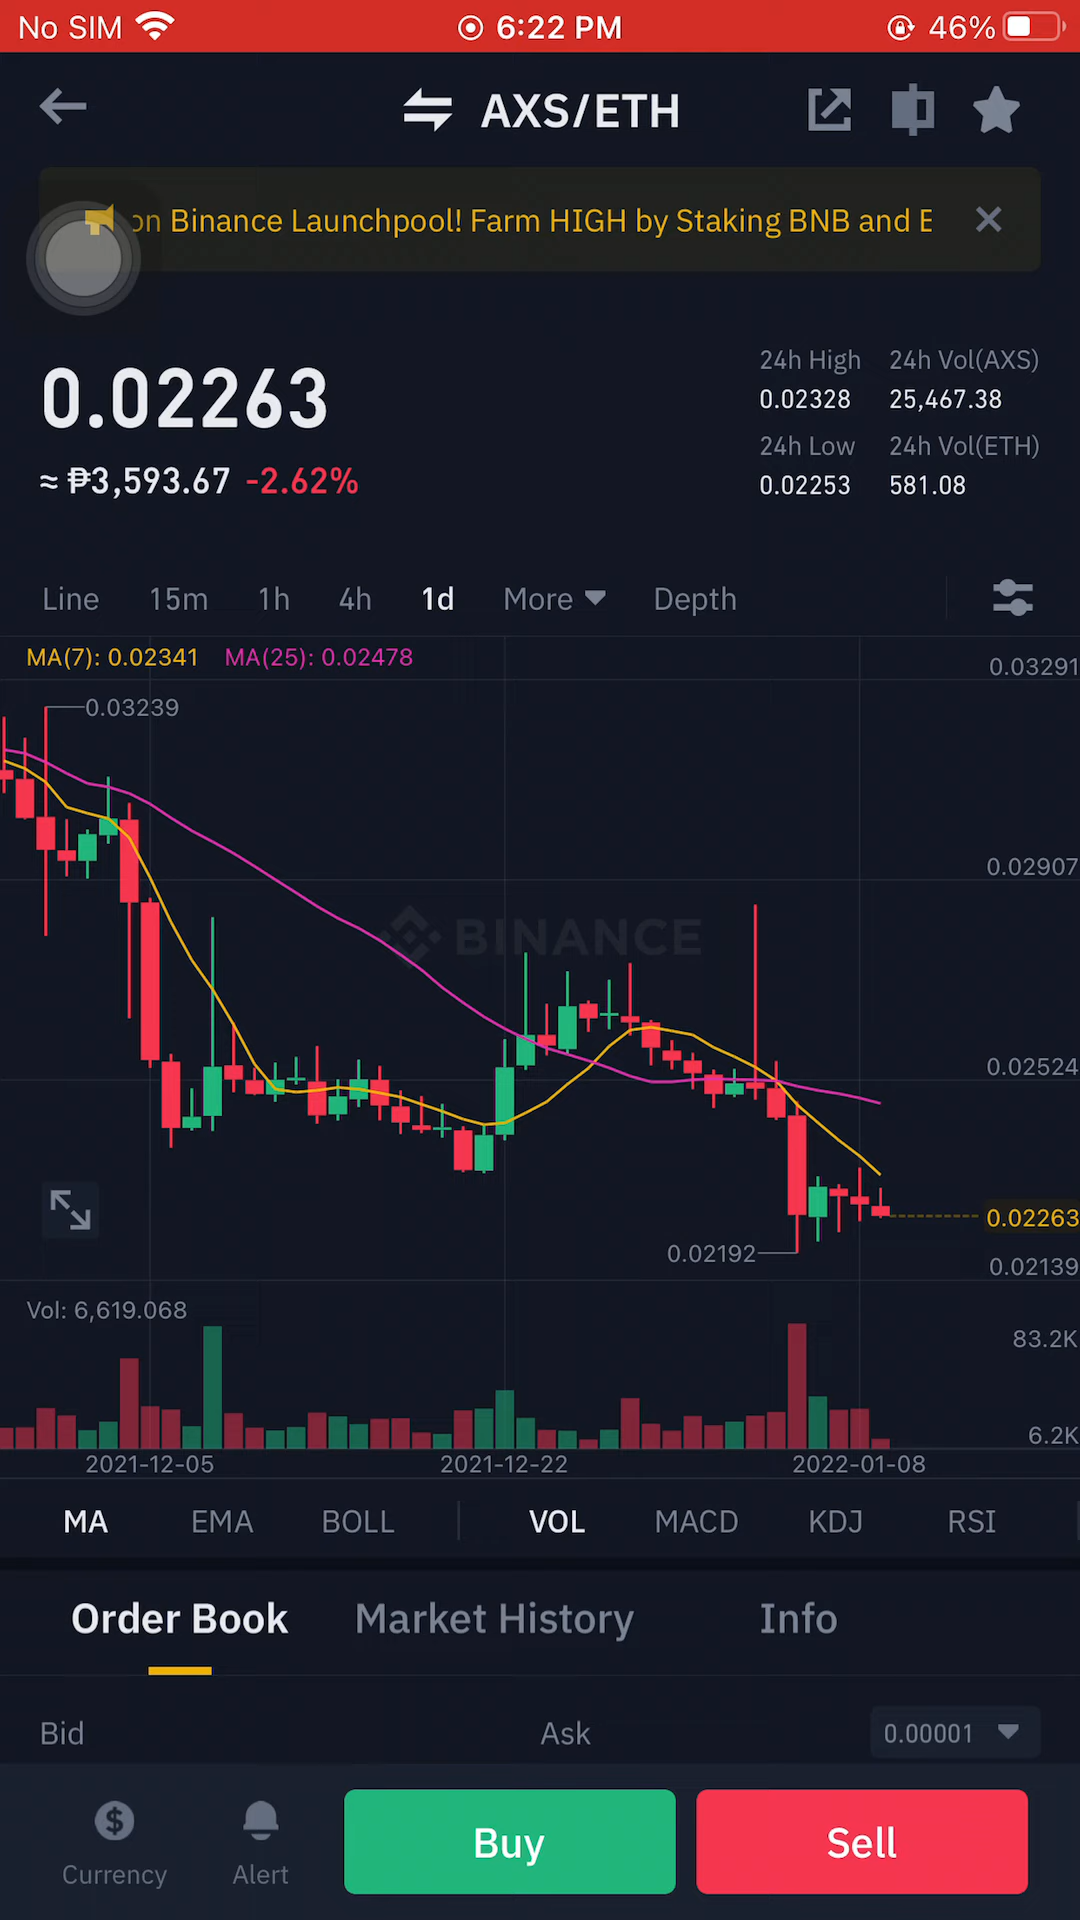 No SIM 6:22 PM 46%
AXS/ETH
on Binance Launchpool! Farm HIGH by Staking BNB and E
24h High 24h Vol(AXS)
0.02328 25,467.38
0.02263
24h Low 24h Vol(ETH)
≈ ₱3,593.67 -2.62% 0.02253 581.08
Line 15m 1h 4h 1d More Depth
MA(7): 0.02341 MA(25): 0.02478
0.03291
0.03239
0.02907
BINANCE
0.02524
0.02263
0.02192
0.02139
Vol: 6,619.068
83.2K
6.2K
2021-12-05 2021-12-22 2022-01-08
MA EMA BOLL VOL MACD KDJ RSI
Order Book Market History Info
Bid Ask 0.00001
Currency Alert Buy Sell